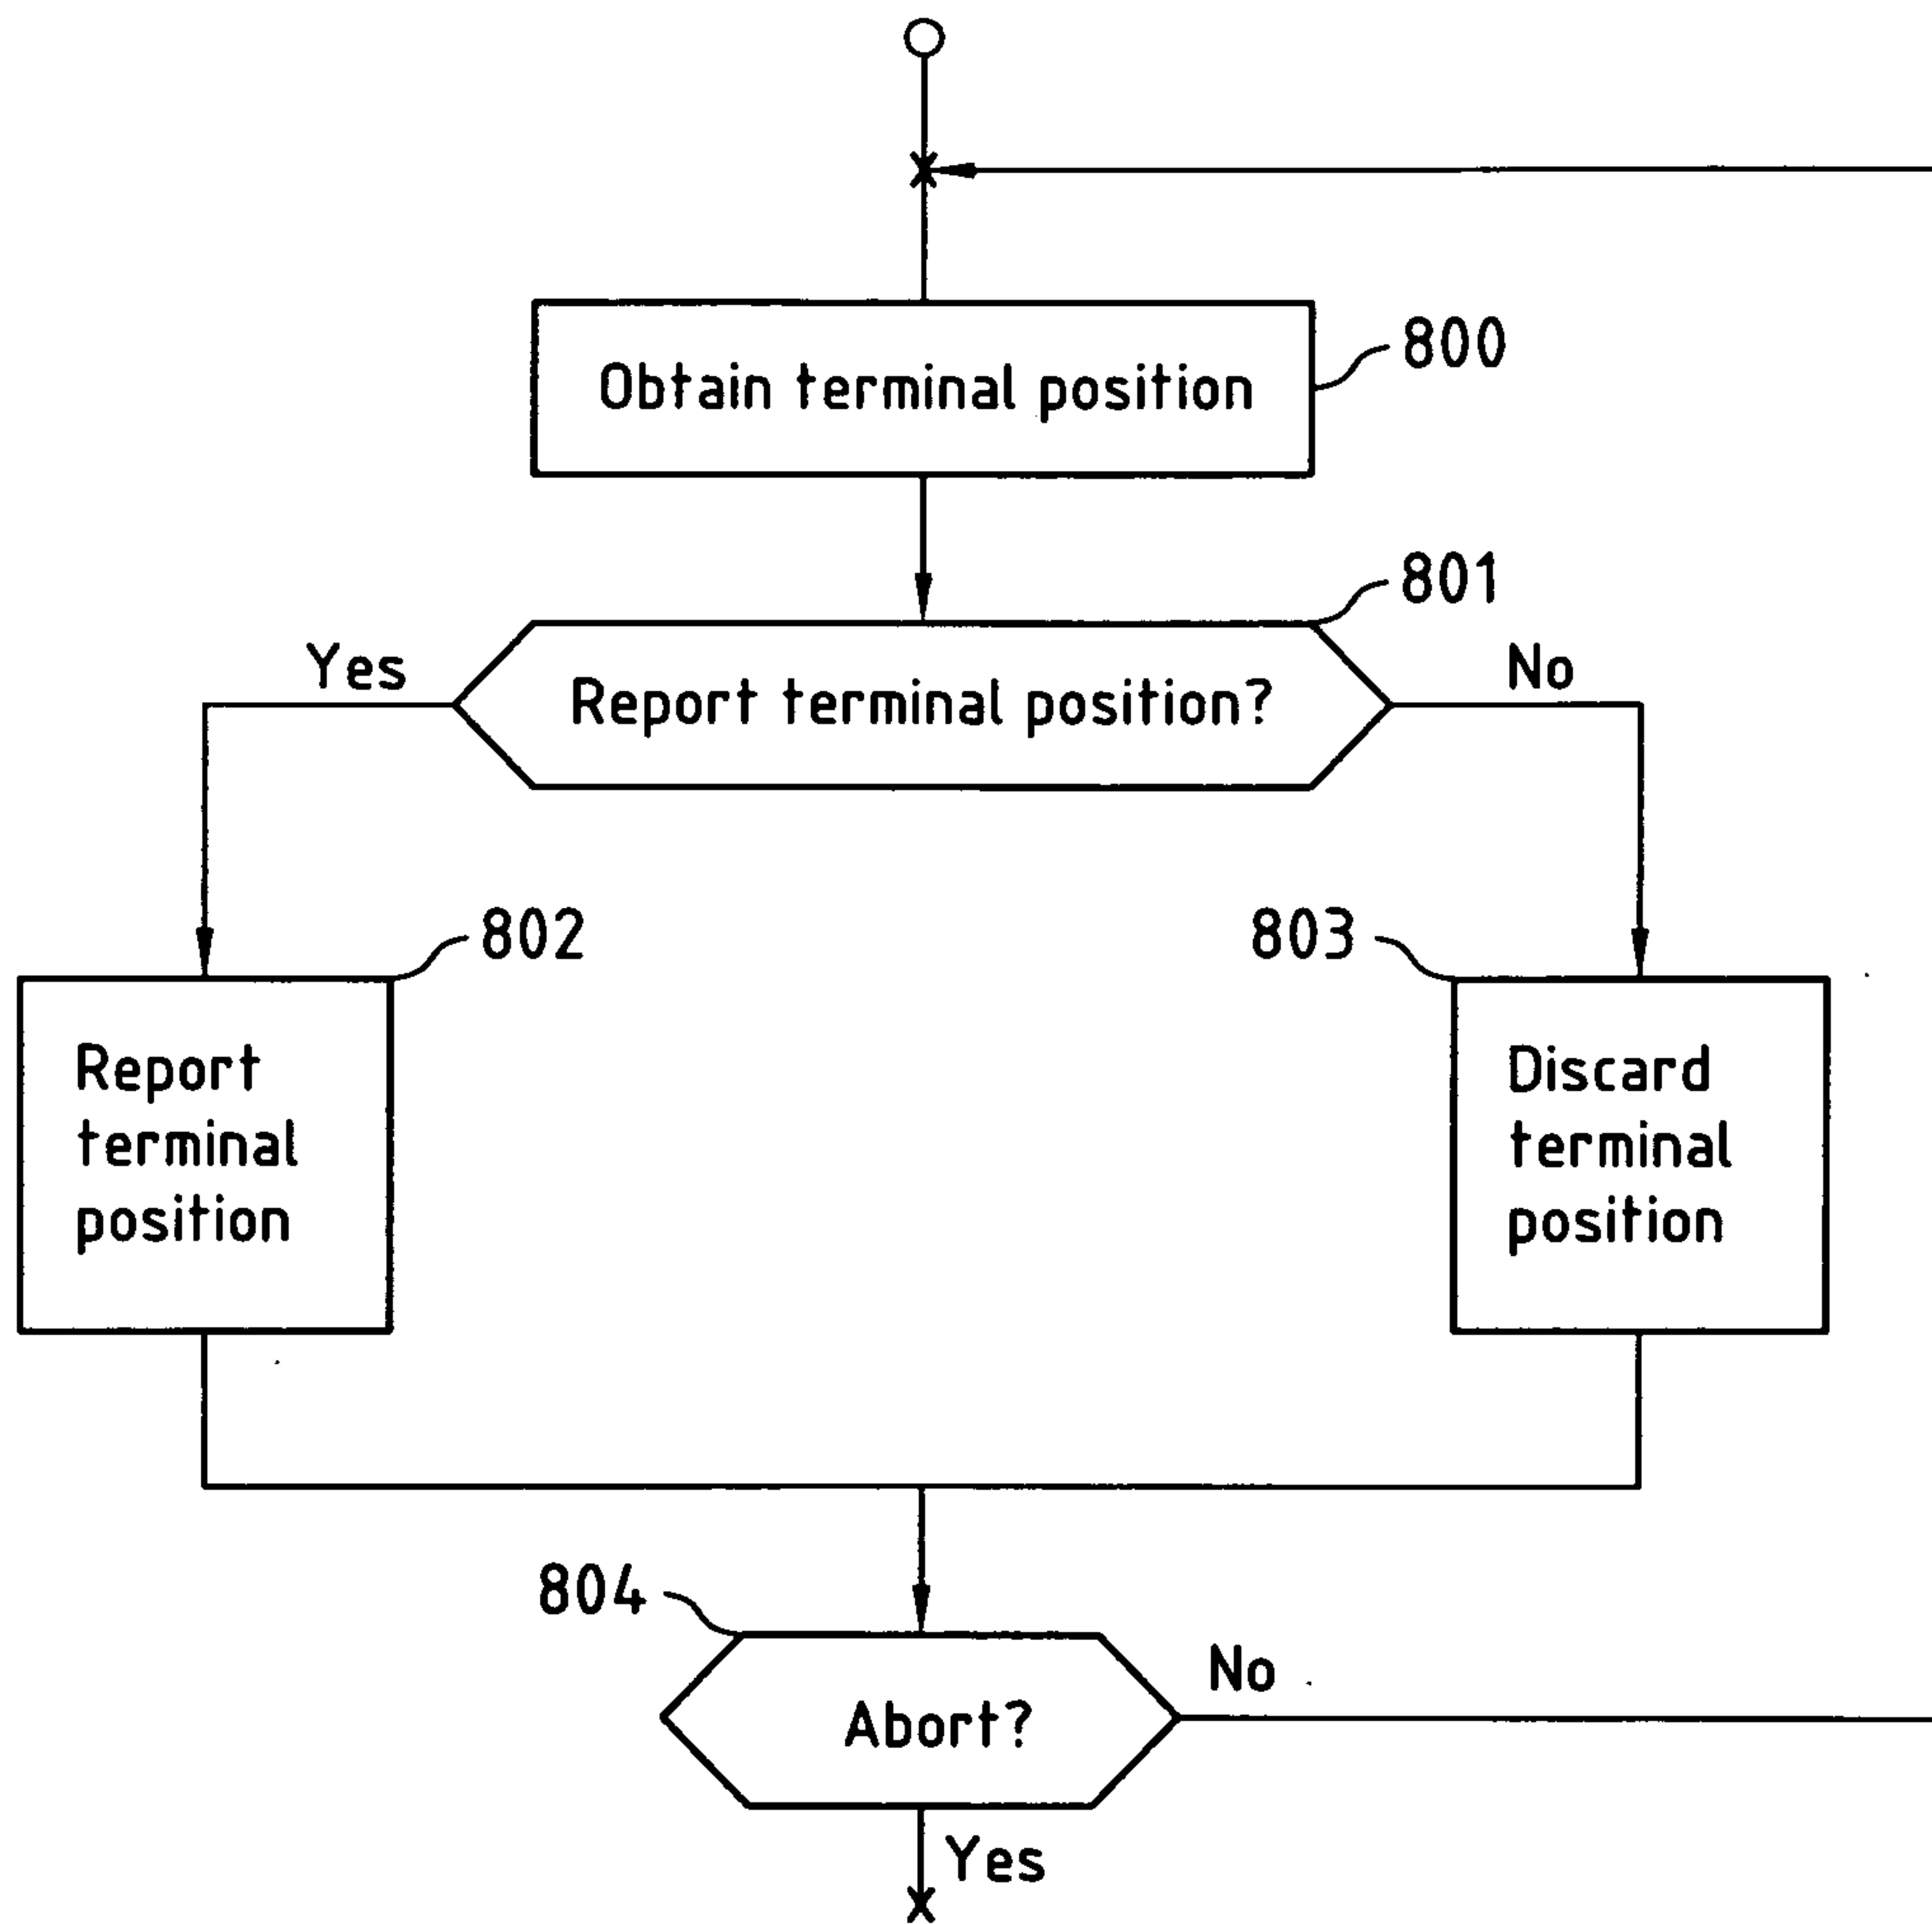 Obtain terminal position
800
801
Yes
Report terminal position?
No
802
803
Report
terminal
position
Discard
terminal
position
804
Abort?
No
Yes